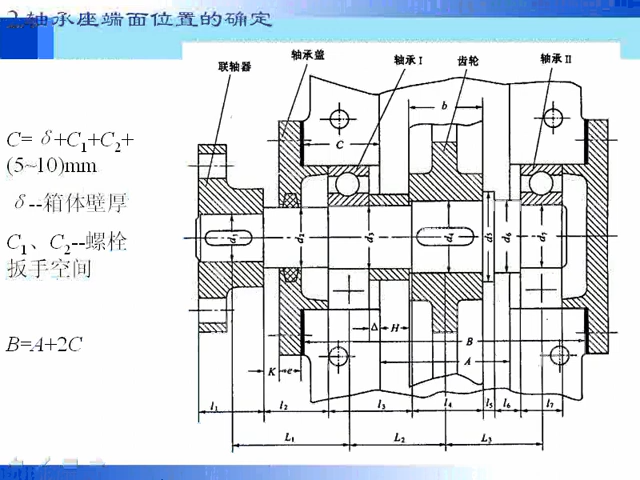 2.轴承座端面位置的确定
联轴器
轴承盖
轴承I
齿轮
轴承II
b
C
C= δ+C1+C2+
(5~10)mm
δ--箱体壁厚
C1、C2--螺栓
扳手空间
B=A+2C
d1
d2
d3
d4
d5
d6
d7
Δ
H
B
A
K
e
l1
l2
l3
l4
l5
l6
l7
L1
L2
L3